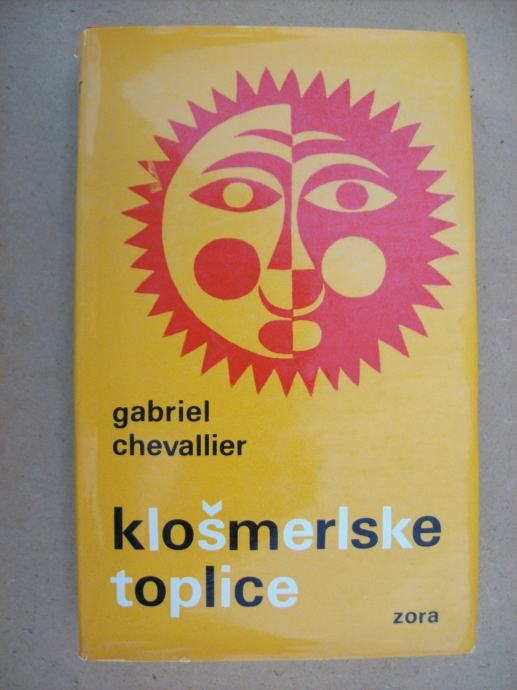 gabriel
chevallier
klošmerlske
toplice
zora